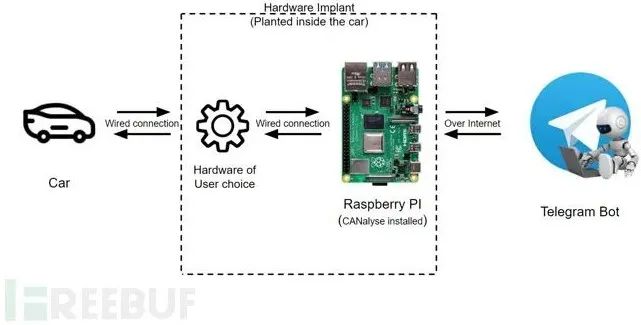 Hardware Implant
(Planted inside the car)
Wired connection
Wired connection
Over Internet
Car
Hardware of
User choice
Raspberry PI
(CANalyse installed)
Telegram Bot
FREEBUF